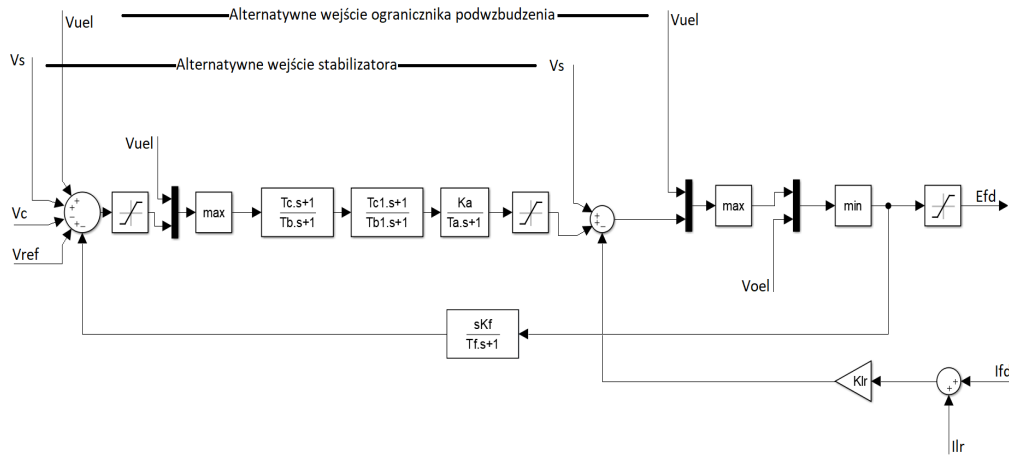 Vuel
Alternatywne wejście ogranicznika podwzbudzenia
Vuel
Vs
Alternatywne wejście stabilizatora
Vs
Vuel
Vc
Vref
+
+
-
+
-
max
Tc.s+1
Tb.s+1
Tc1.s+1
Tb1.s+1
Ka
Ta.s+1
+
+
-
max
min
Efd
Voel
sKf
Tf.s+1
Klr
+
+
Ifd
Ilr